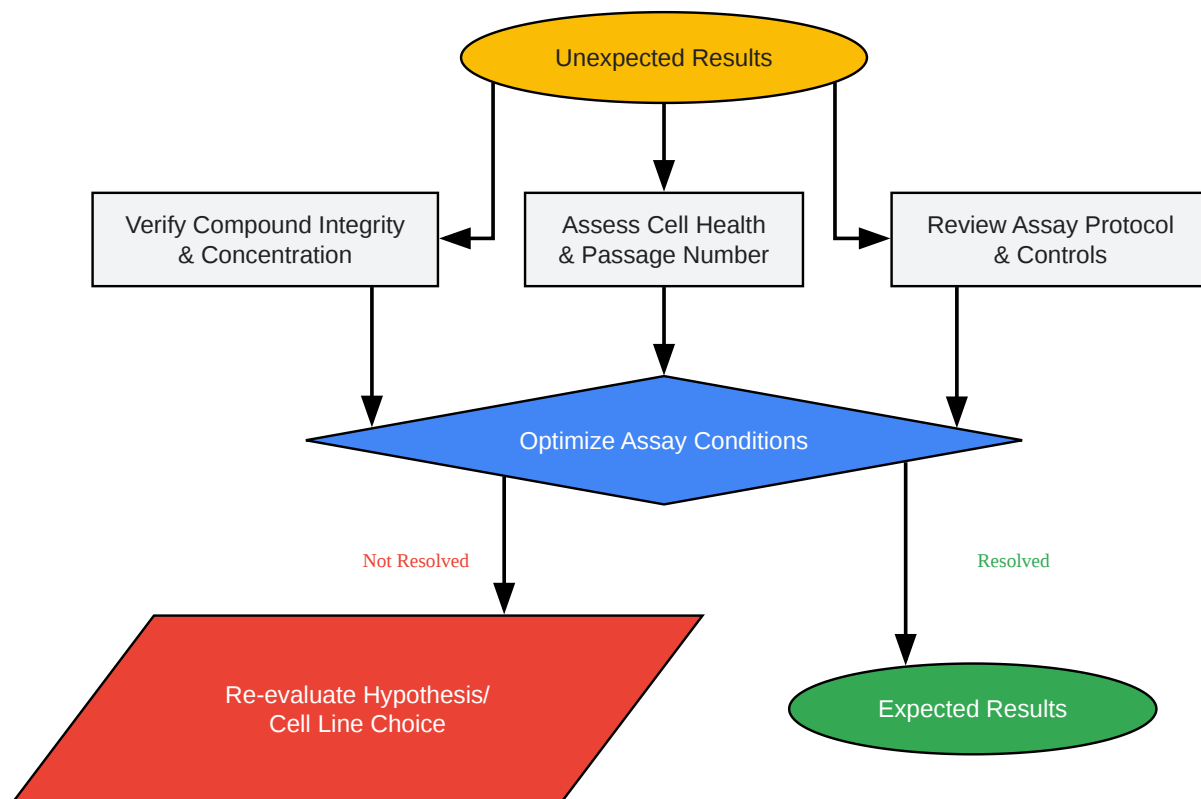 Unexpected Results
Verify Compound Integrity
& Concentration
Assess Cell Health
& Passage Number
Review Assay Protocol
& Controls
Optimize Assay Conditions
Not Resolved
Resolved
Re-evaluate Hypothesis/
Cell Line Choice
Expected Results